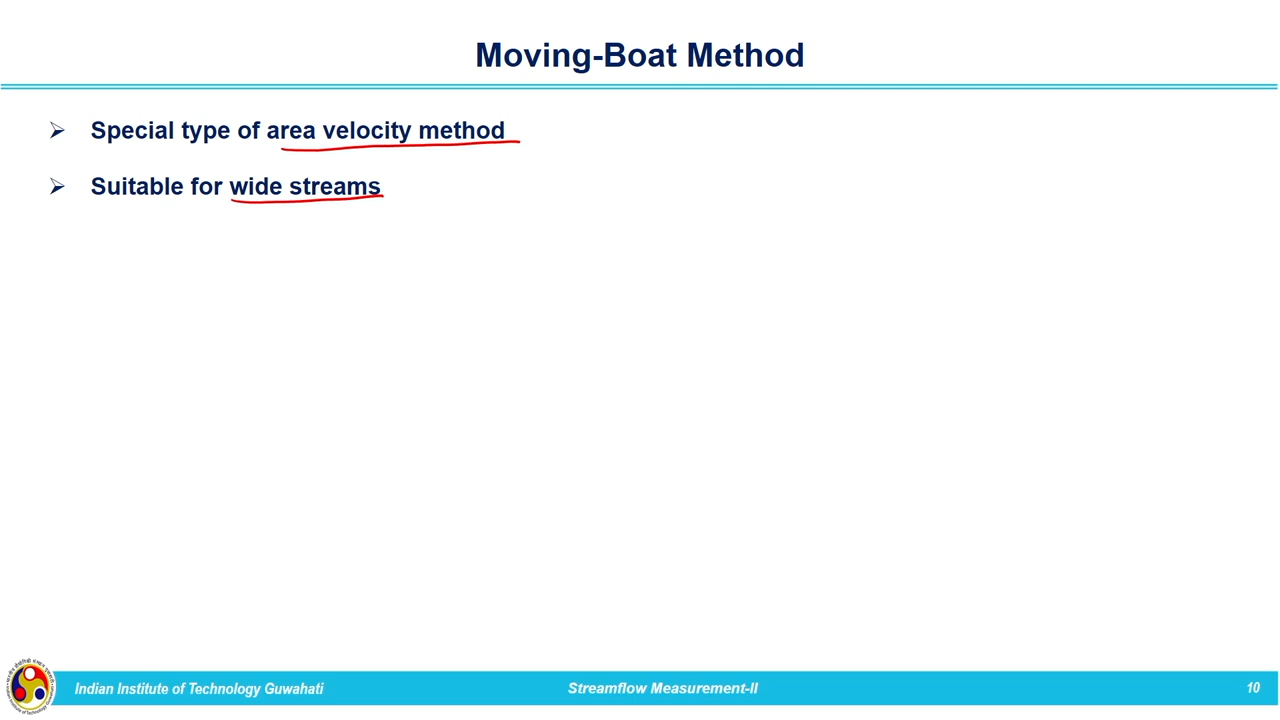 Moving-Boat Method
Special type of area velocity method
Suitable for wide streams
Indian Institute of Technology Guwahati
Streamflow Measurement-II
10